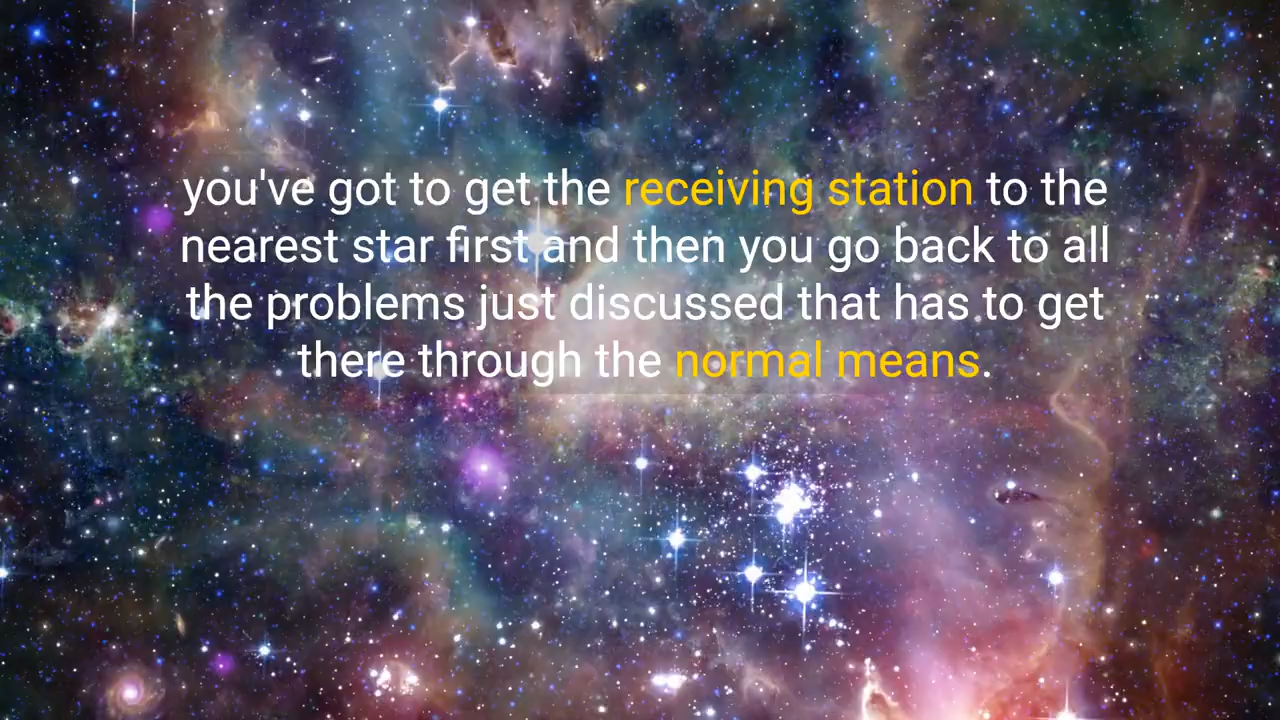 you've got to get the receiving station to the
nearest star first and then you go back to all
the problems just discussed that has to get
there through the normal means.